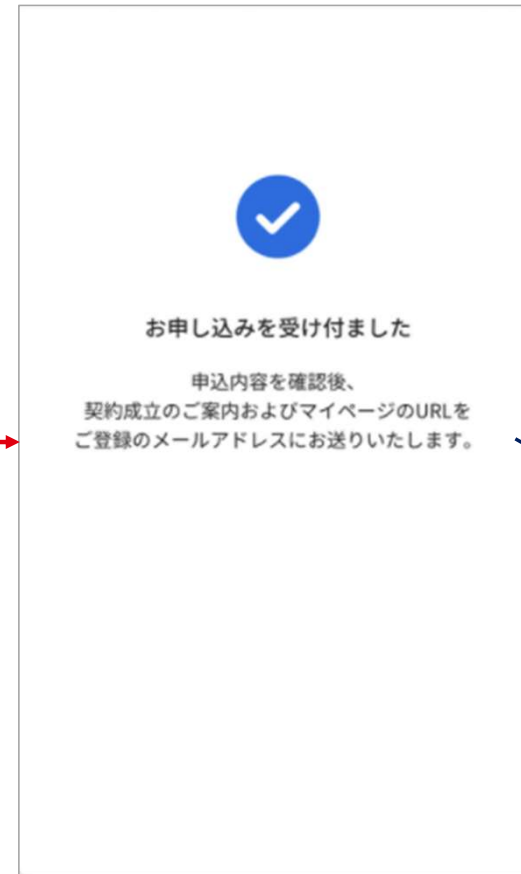 お申し込みを受け付ました
申込内容を確認後、
契約成立のご案内およびマイページのURLを
ご登録のメールアドレスにお送りいたします。